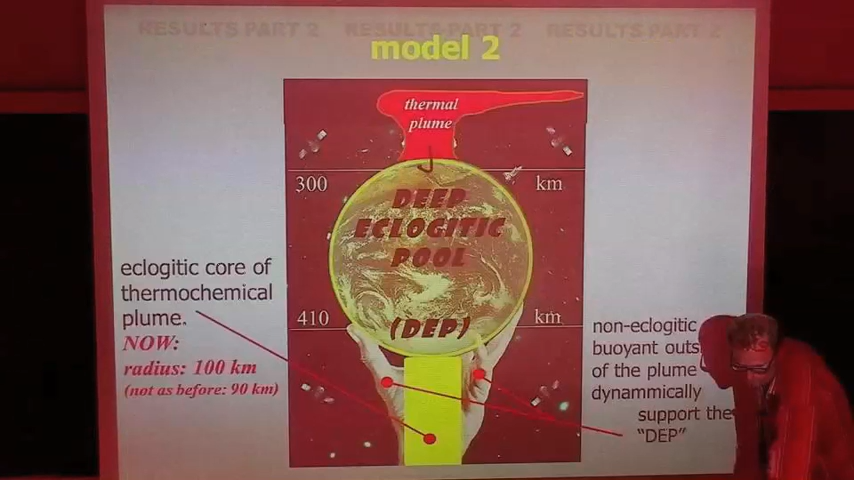 RESULTS PART 2 RESULTS PART 2 RESULTS PART 2
model 2
thermal
plume
300 km
DEEP
ECLOGITIC
POOL
410 km
(DEP)
eclogitic core of
thermochemical
plume.
NOW:
radius: 100 km
(not as before: 90 km)
non-eclogitic
buoyant outs
of the plume
dynammically
support the
“DEP”